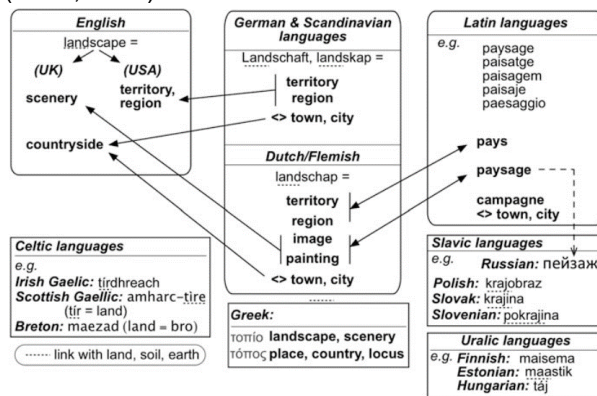 English
landscape =
(UK) (USA)
scenery
territory,
region
countryside
German & Scandinavian
languages
Landschaft, landskap =
territory
region
<> town, city
Dutch/Flemish
landschap =
territory
region
image
painting
<> town, city
Latin languages
e.g.
paysage
paisatge
paisagem
paisaje
paesaggio
pays
paysage
campagne
<> town, city
Celtic languages
e.g.
Irish Gaelic: tírdhreach
Scottish Gaellic: amharc-tìre
(tír = land)
Breton: maezad (land = bro)
link with land, soil, earth
Greek:
τοπίο landscape, scenery
τόπος place, country, locus
Slavic languages
e.g. Russian: пейзаж
Polish: krajobraz
Slovak: krajina
Slovenian: pokrajina
Uralic languages
e.g. Finnish: maisema
Estonian: maastik
Hungarian: táj